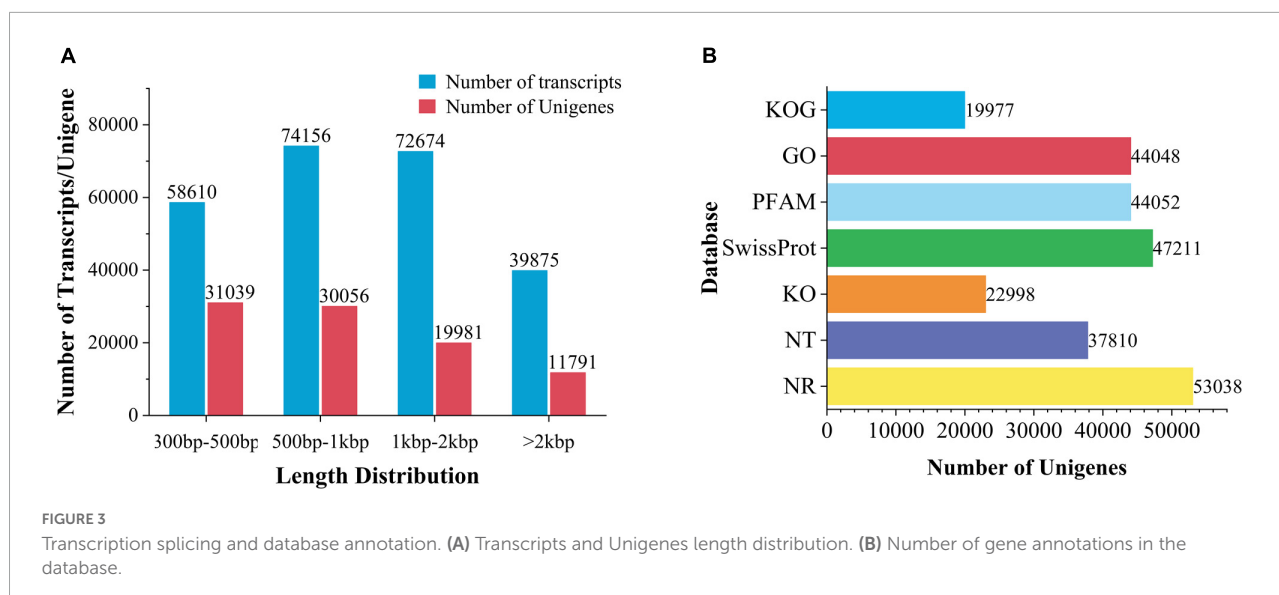 A
Number of Transcripts/Unigene
80000
60000
40000
20000
0
Number of transcripts
Number of Unigenes
58610
31039
74156
30056
72674
19981
39875
11791
300bp-500bp
500bp-1kbp
1kbp-2kbp
>2kbp
Length Distribution
B
Database
KOG
19977
GO
44048
PFAM
44052
SwissProt
47211
KO
22998
NT
37810
NR
53038
0 10000 20000 30000 40000 50000
Number of Unigenes
FIGURE 3
Transcription splicing and database annotation. (A) Transcripts and Unigenes length distribution. (B) Number of gene annotations in the
database.